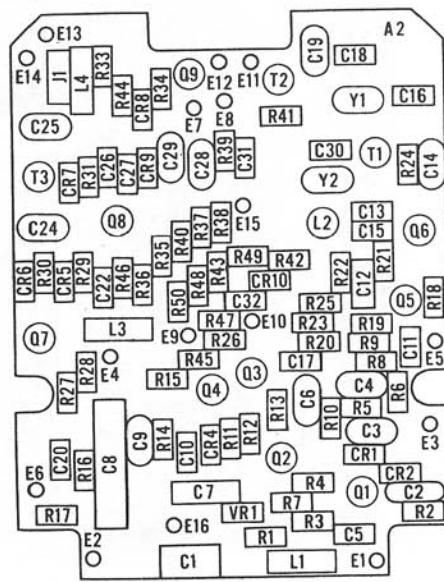 A2
E13
E14
J1
L4
R33
R44
CR8
R34
Q9
E12
E11
T2
C19
C18
Y1
C16
C25
E7
E8
R41
T3
CR7
R31
C26
C27
CR9
C29
C28
R39
C31
C30
Y2
T1
R24
C14
C24
Q8
R35
R40
R37
R38
E15
L2
C13
C15
Q6
CR6
R30
CR5
R29
C22
R46
R36
R50
R48
R43
R49
R42
CR10
C32
R25
R22
C12
R21
Q5
R18
Q7
L3
E9
R47
E10
R26
R23
R20
R19
R9
C11
E5
R27
R28
E4
R45
R15
Q4
Q3
C17
R8
C4
R6
C6
R10
R5
C3
E3
C20
R16
C8
C9
R14
C10
CR4
R11
R12
R13
Q2
CR1
CR2
E6
R17
C7
VR1
R4
R7
R3
Q1
C2
R2
E2
E16
C1
R1
L1
C5
E1